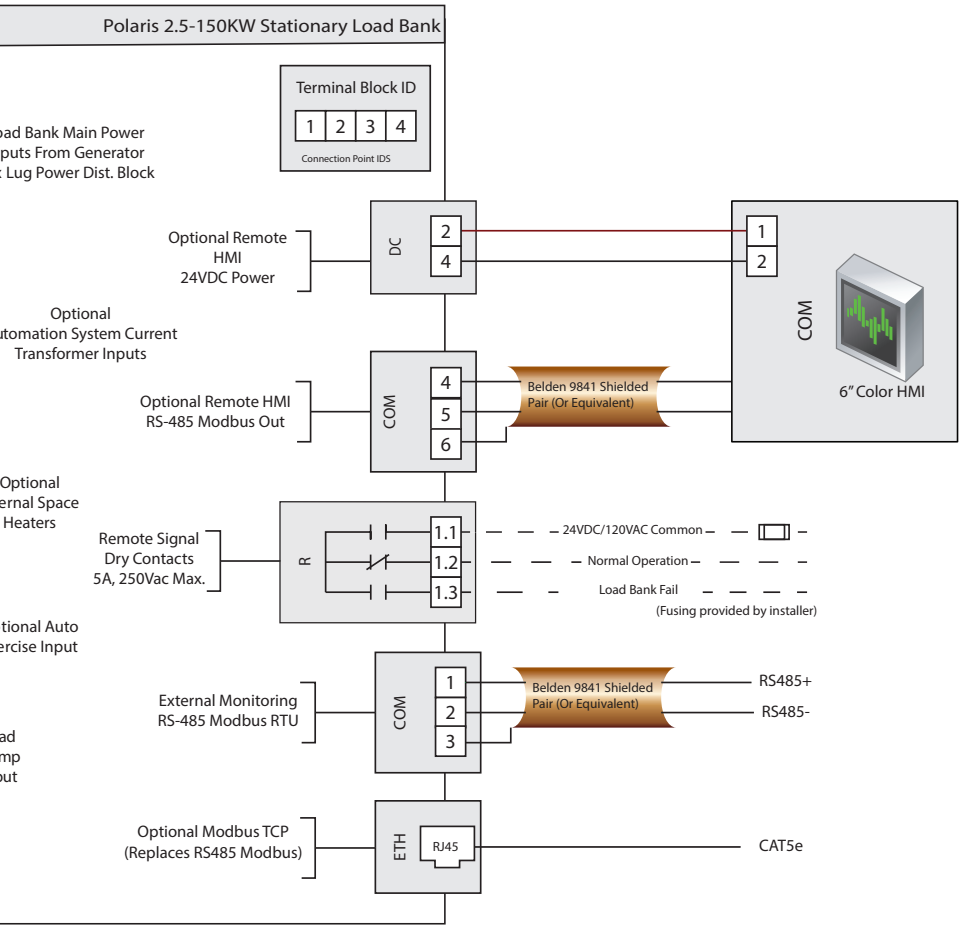 Polaris 2.5-150KW Stationary Load Bank
Terminal Block ID
1 2 3 4
Connection Point IDS
oad Bank Main Power
puts From Generator
Lug Power Dist. Block
Optional Remote
HMI
24VDC Power
DC
2
4
1
2
COM
6” Color HMI
Optional
utomation System Current
Transformer Inputs
Optional Remote HMI
RS-485 Modbus Out
COM
4
5
6
Belden 9841 Shielded
Pair (Or Equivalent)
Optional
ernal Space
Heaters
Remote Signal
Dry Contacts
5A, 250Vac Max.
R
1.1
1.2
1.3
24VDC/120VAC Common
Normal Operation
Load Bank Fail
(Fusing provided by installer)
tional Auto
ercise Input
External Monitoring
RS-485 Modbus RTU
COM
1
2
3
Belden 9841 Shielded
Pair (Or Equivalent)
RS485+
RS485-
ad
mp
out
Optional Modbus TCP
(Replaces RS485 Modbus)
ETH
RJ45
CAT5e